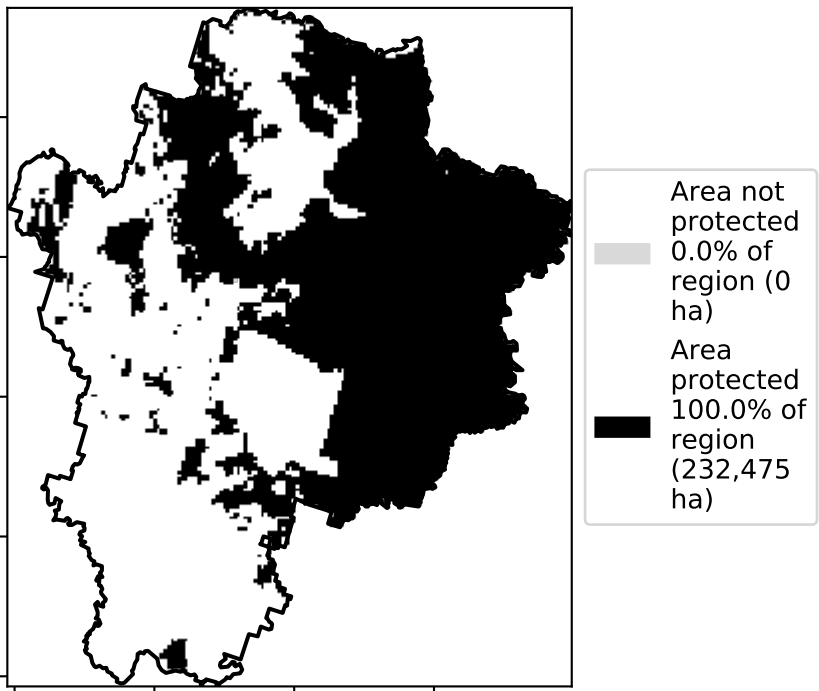 Area not
protected
0.0% of
region (0
ha)
Area
protected
100.0% of
region
(232,475
ha)